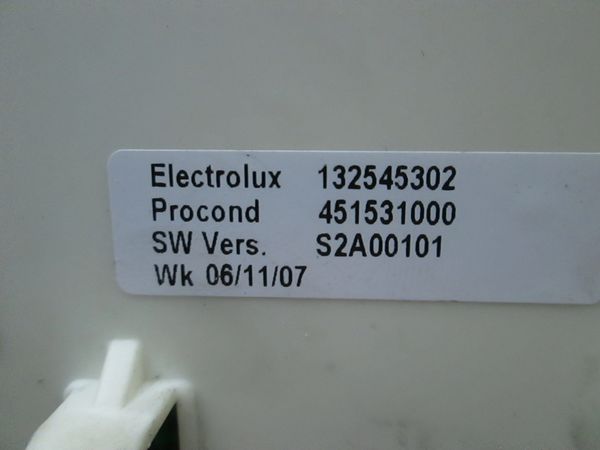 Electrolux 132545302
Procond 451531000
SW Vers. S2A00101
Wk 06/11/07